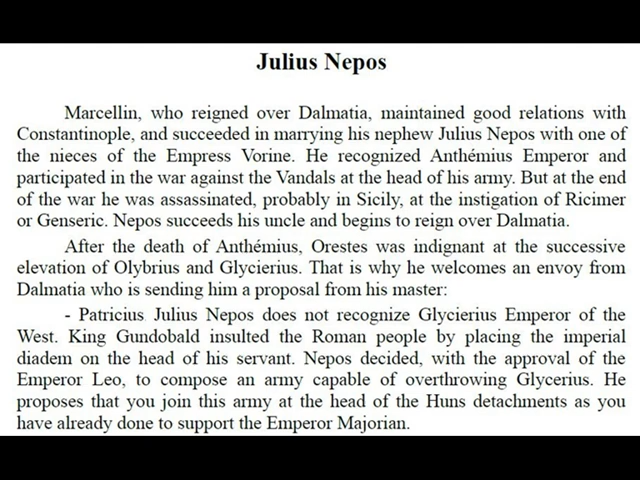 Julius Nepos
Marcellin, who reigned over Dalmatia, maintained good relations with
Constantinople, and succeeded in marrying his nephew Julius Nepos with one of
the nieces of the Empress Vorine. He recognized Anthémius Emperor and
participated in the war against the Vandals at the head of his army. But at the end
of the war he was assassinated, probably in Sicily, at the instigation of Ricimer
or Genseric. Nepos succeeds his uncle and begins to reign over Dalmatia.
After the death of Anthémius, Orestes was indignant at the successive
elevation of Olybrius and Glycierius. That is why he welcomes an envoy from
Dalmatia who is sending him a proposal from his master:
- Patricius Julius Nepos does not recognize Glycierius Emperor of the
West. King Gundobald insulted the Roman people by placing the imperial
diadem on the head of his servant. Nepos decided, with the approval of the
Emperor Leo, to compose an army capable of overthrowing Glycerius. He
proposes that you join this army at the head of the Huns detachments as you
have already done to support the Emperor Majorian.